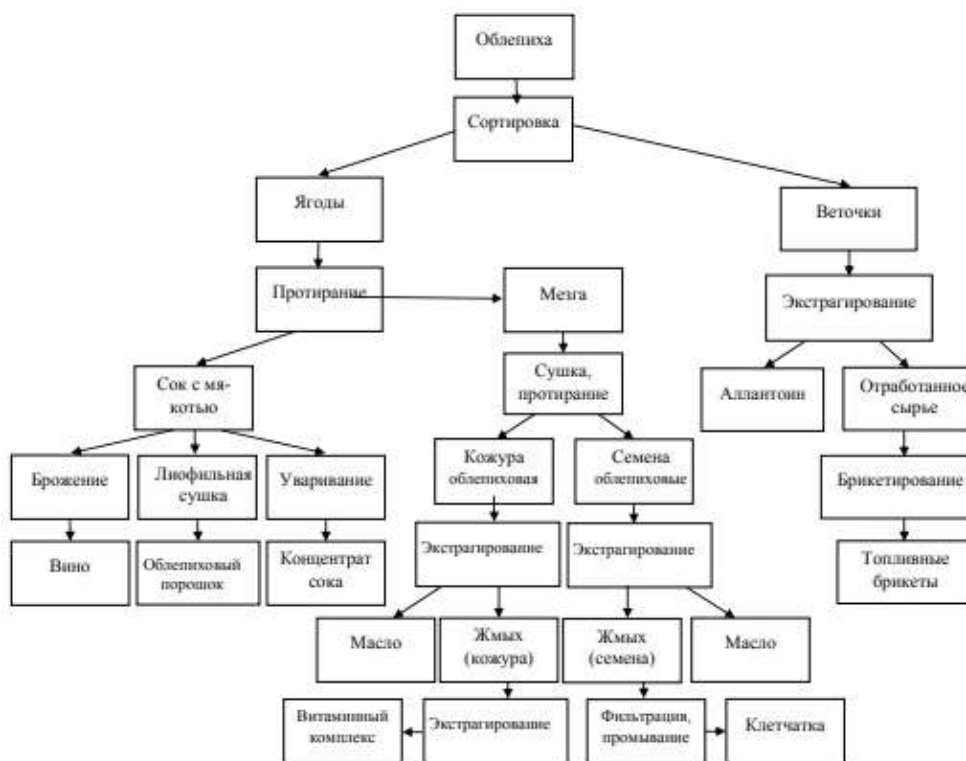 Облепиха
Сортировка
Ягоды
Веточки
Протирание
Мезга
Экстрагирование
Сок с мя-
котью
Сушка,
протирание
Аллантоин
Отработанное
сырье
Брожение
Лиофильная
сушка
Уваривание
Кожура
облепиховая
Семена
облепиховые
Брикетирование
Вино
Облепиховый
порошок
Концентрат
сока
Экстрагирование
Экстрагирование
Топливные
брикеты
Масло
Жмых
(кожура)
Жмых
(семена)
Масло
Витаминный
комплекс
Экстрагирование
Фильтрация,
промывание
Клетчатка